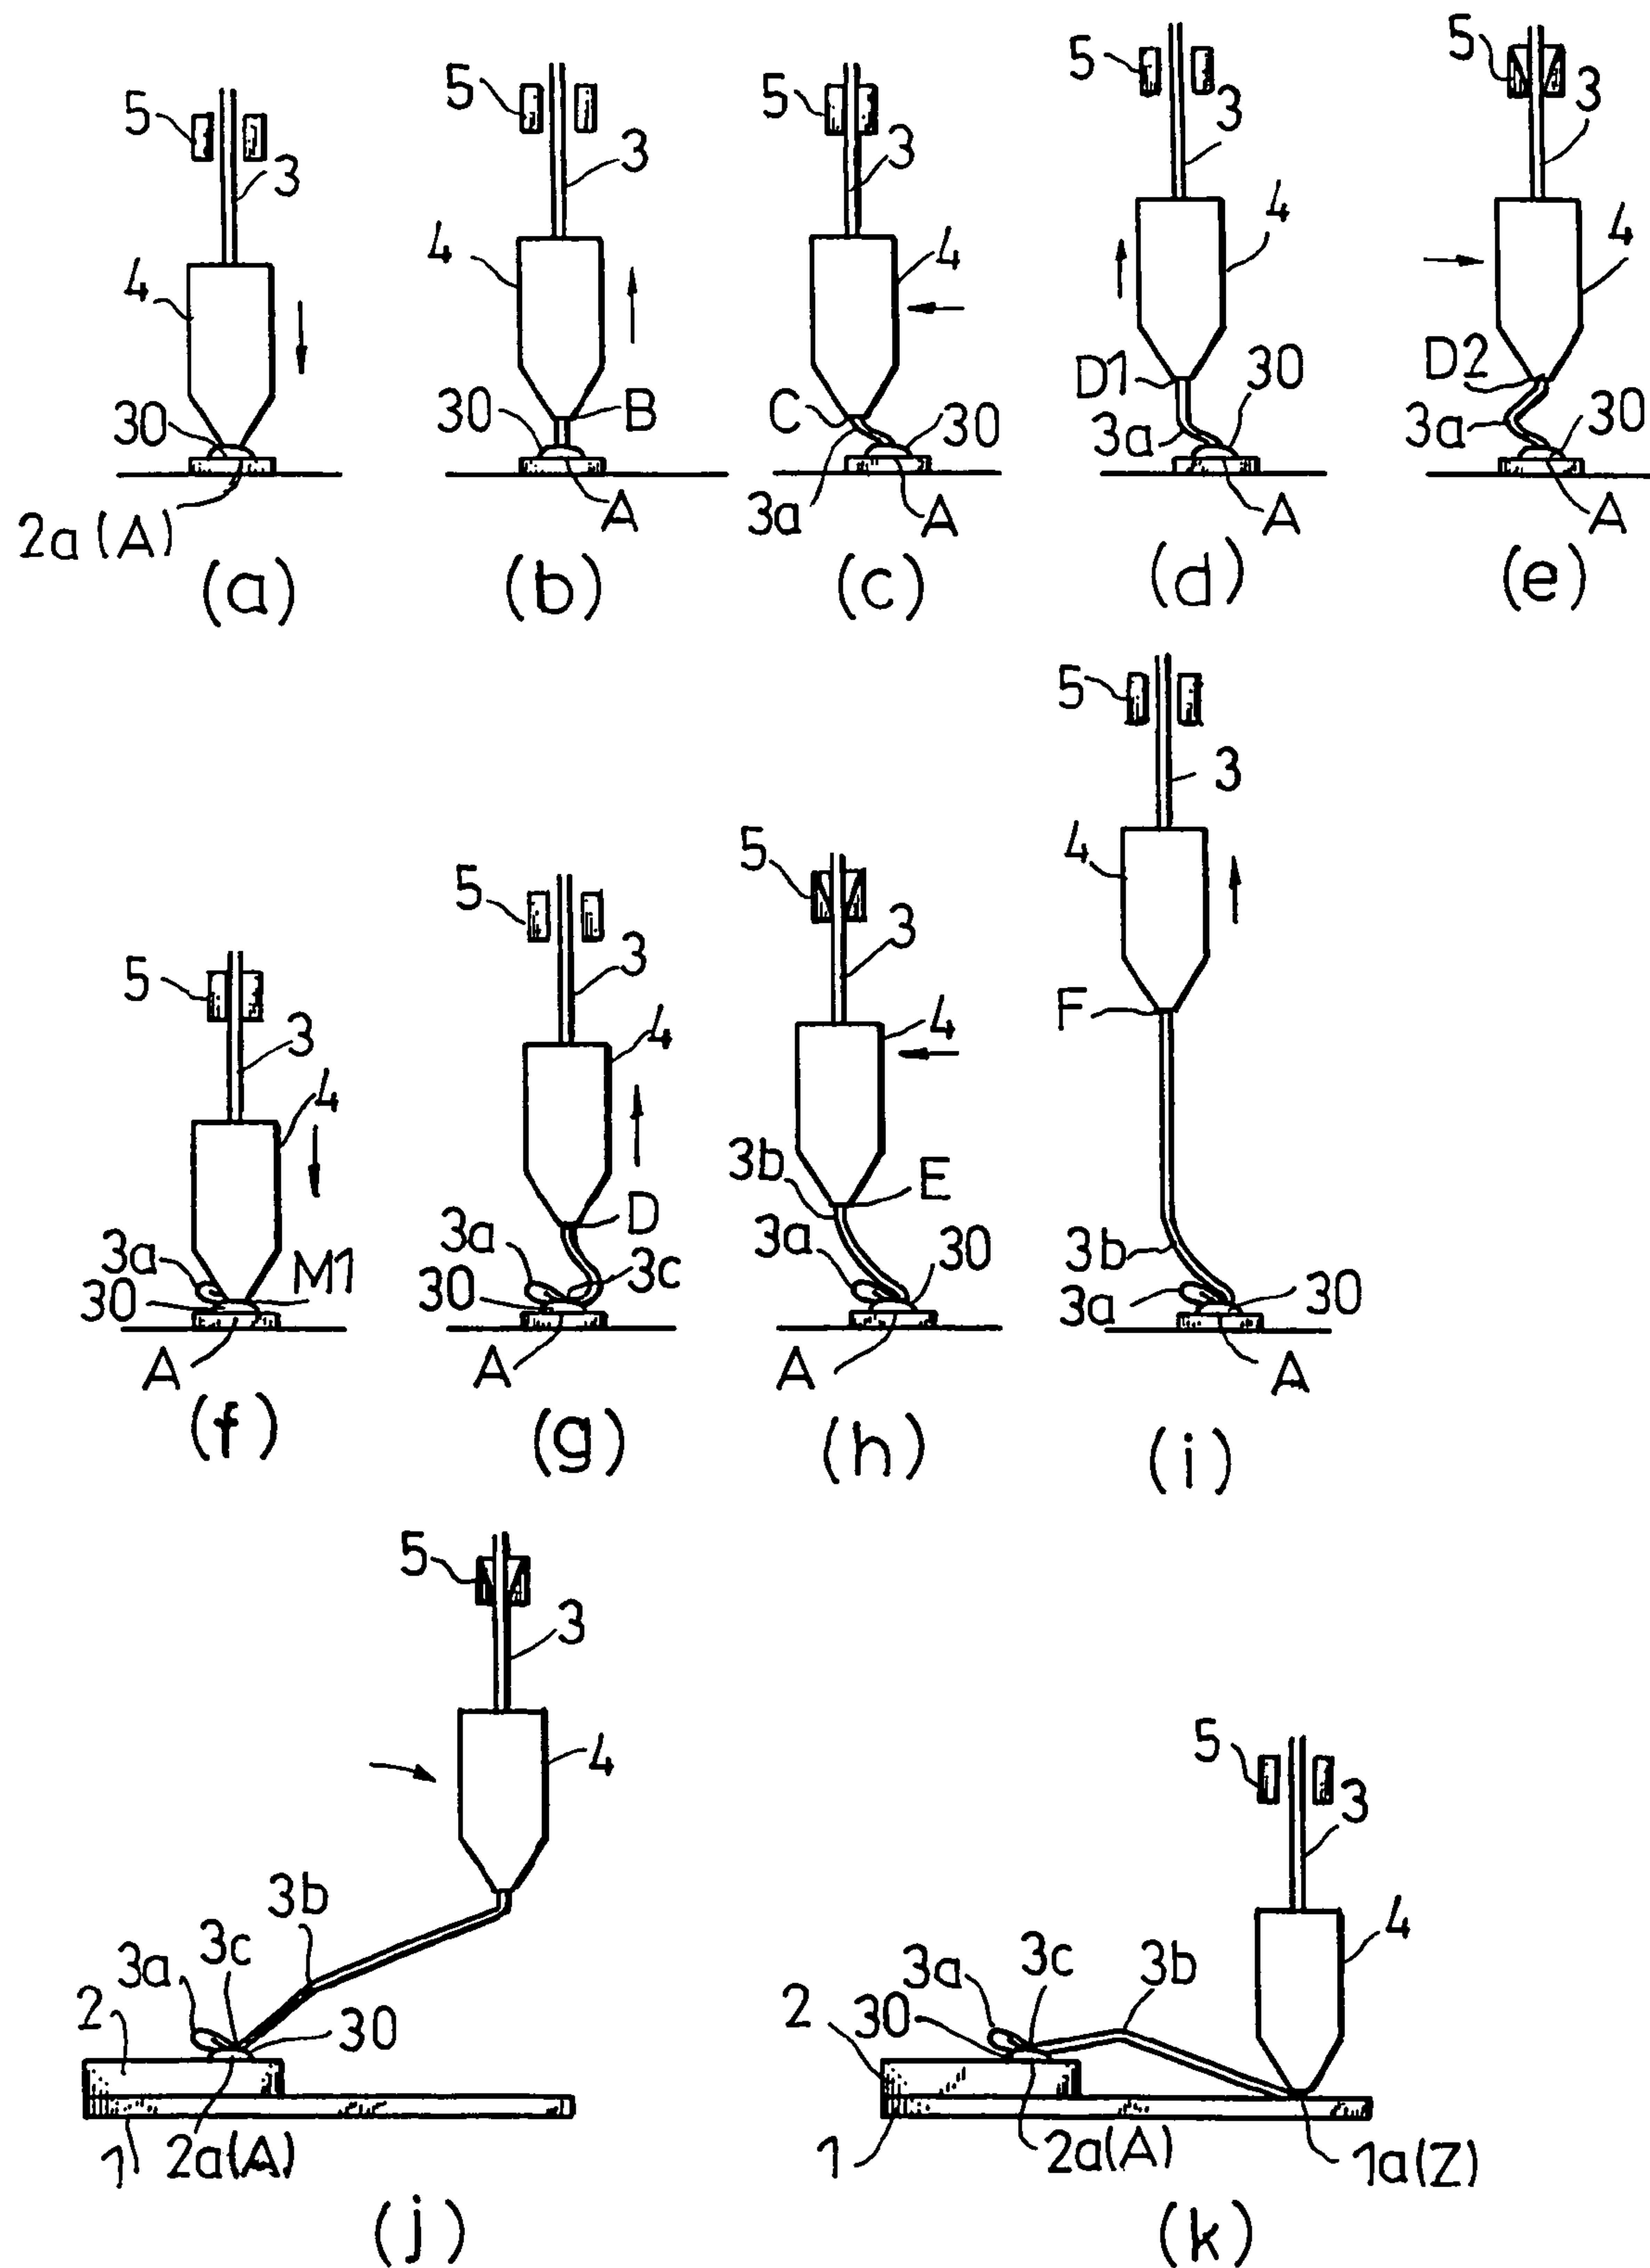 5 3 4 30 2a(A) (a)
5 3 4 30 B A (b)
5 3 4 C 30 3a A (c)
5 3 4 D1 30 3a A (d)
5 3 4 D2 30 3a A (e)
5 3 4 3a M1 30 A (f)
5 3 4 D 3a 3c 30 A (g)
5 3 4 3b E 3a 30 A (h)
5 3 4 F 3b 3a 30 A (i)
5 3 4 3b 3c 3a 2 30 1 2a(A) (j)
5 3 4 3c 3a 3b 30 2 1 2a(A) 1a(Z) (k)